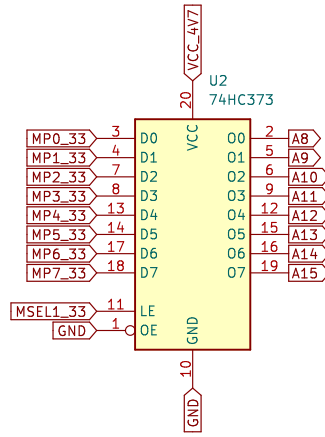 VCC_4V7
U2
74HC373
20
VCC
MP0_33 3 D0 O0 2 A8
MP1_33 4 D1 O1 5 A9
MP2_33 7 D2 O2 6 A10
MP3_33 8 D3 O3 9 A11
MP4_33 13 D4 O4 12 A12
MP5_33 14 D5 O5 15 A13
MP6_33 17 D6 O6 16 A14
MP7_33 18 D7 O7 19 A15
MSEL1_33 11 LE
GND 1 OE
GND
10
GND